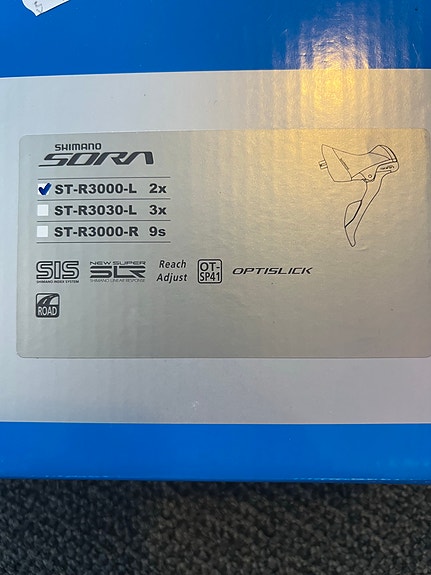 SHIMANO
SORA
ST-R3000-L 2x
ST-R3030-L 3x
ST-R3000-R 9s
SIS
SHIMANO INDEX SYSTEM
NEW SUPER
SLR
SHIMANO LINEAR RESPONSE
Reach
Adjust
OT-
SP41
OPTISLICK
ROAD